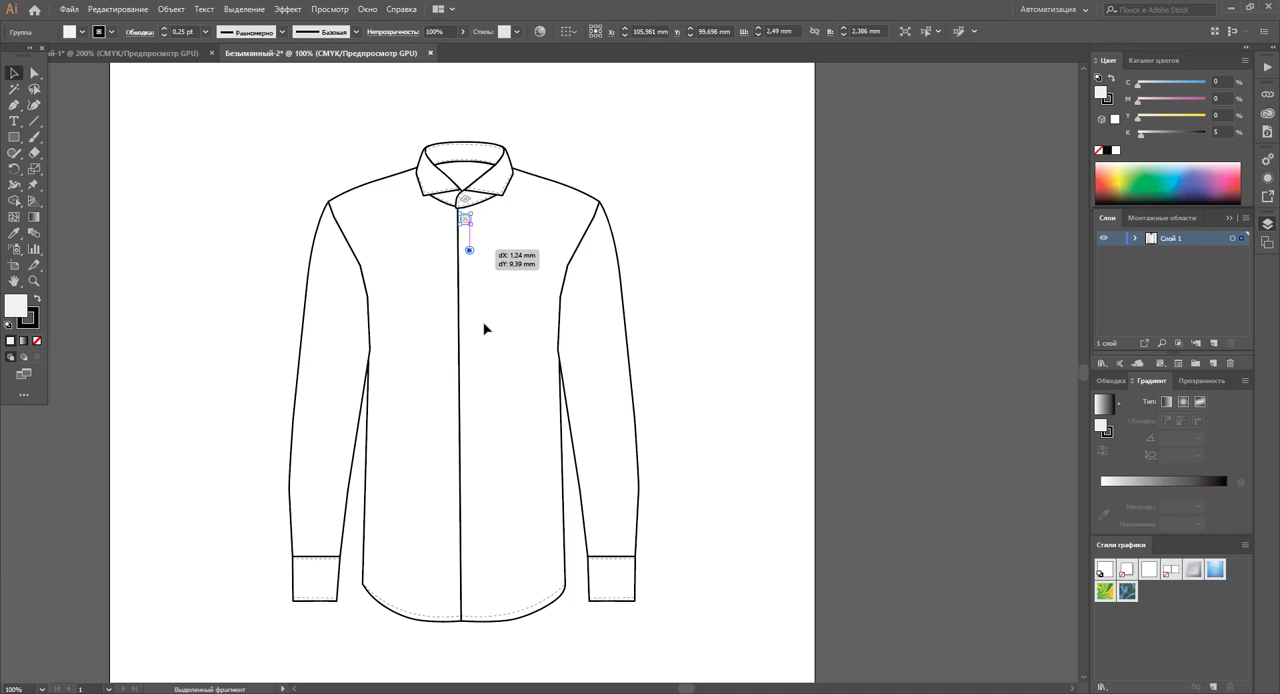 Ai Файл Редактирование Объект Текст Выделение Эффект Просмотр Окно Справка Автоматизация Поиск в Adobe Stock
Группа Обводка: 0,25 pt Равномерно Базовая Непрозрачность: 100% Стиль: X: 105,981 mm Y: 99,698 mm Ш: 2,49 mm В: 2,386 mm
й-1* @ 200% (CMYK/Предпросмотр GPU) × Безымянный-2* @ 100% (CMYK/Предпросмотр GPU) ×
Цвет Каталог цветов
C 0 %
M 0 %
Y 0 %
K 5 %
Слои Монтажные области
Слой 1
dX: 1,24 mm
dY: 9,39 mm
1 слой
Обводка Градиент Прозрачность
Тип:
Обводка:
Стили графики
100% 1 Выделенный фрагмент